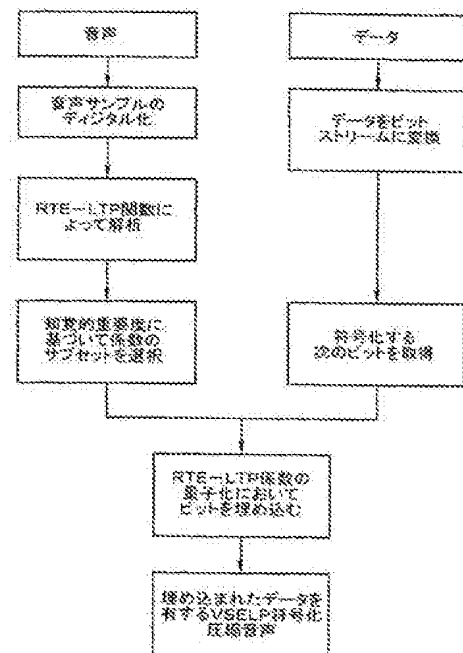 音声
音声サンプルの
ディジタル化
RTE－LTP関数に
よって解析
知覚的重要度に
基づいて係数の
サブセットを選択
データ
データをビット
ストリームに変換
符号化する
次のビットを取得
RTE－LTP係数の
量子化において
ビットを埋め込む
埋め込まれたデータを
有するVSELP符号化
圧縮音声